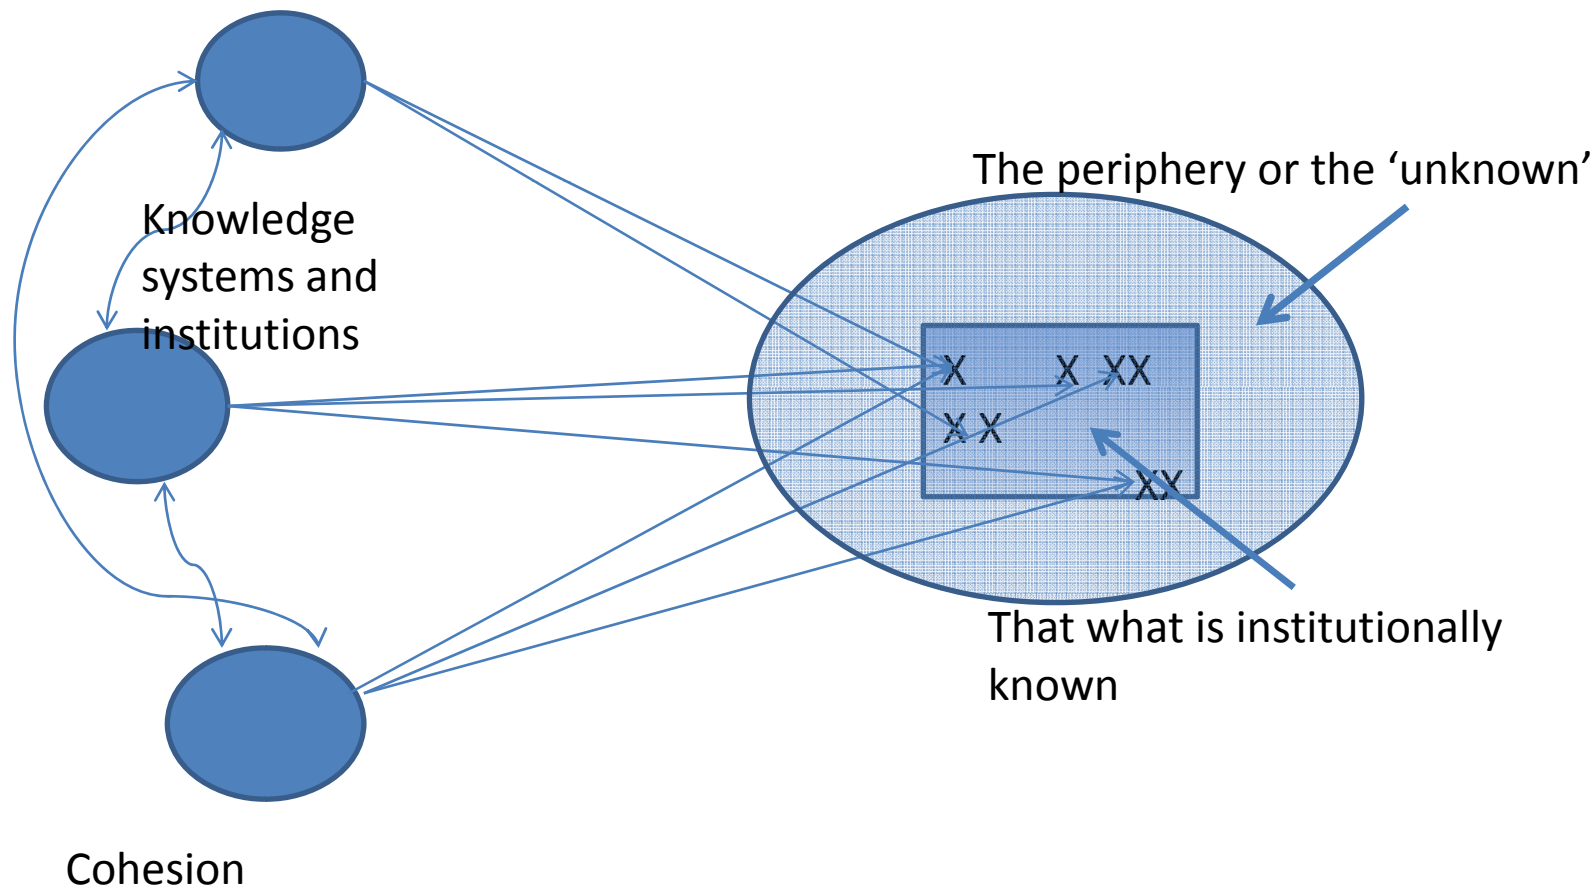 The periphery or the ‘unknown’
Knowledge
systems and
institutions
X X XX
X X
XX
That what is institutionally
known
Cohesion